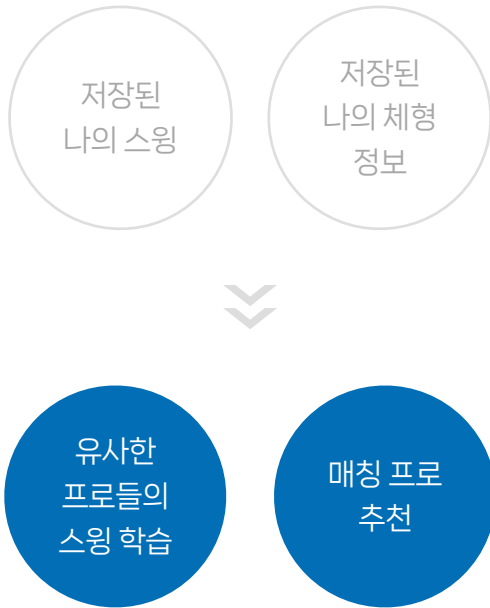 저장된
나의 스윙
저장된
나의 체형
정보
유사한
프로들의
스윙 학습
매칭 프로
추천